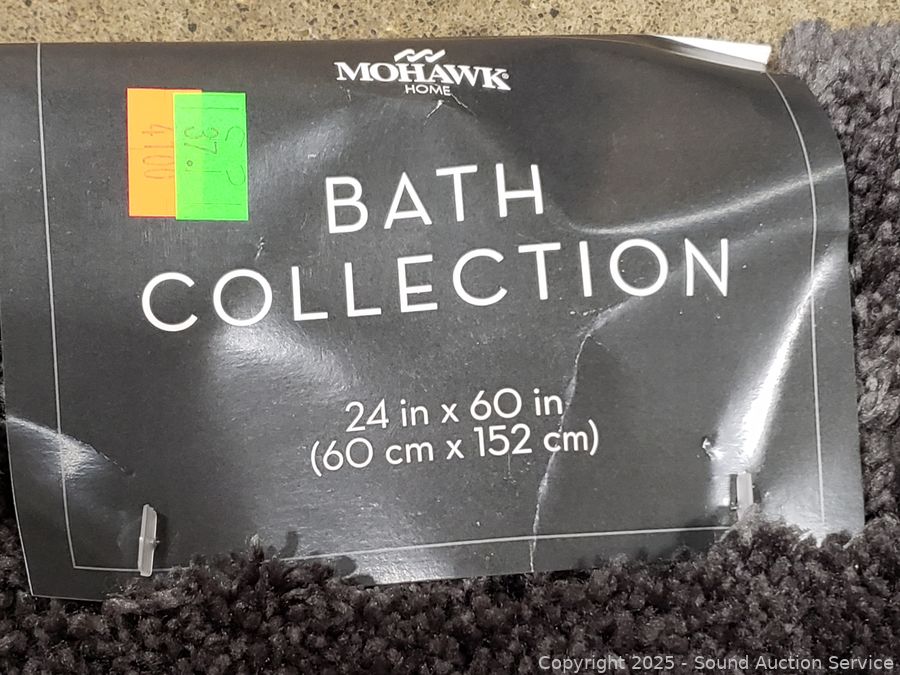 MOHAWK®
HOME
BATH
COLLECTION
24 in x 60 in
(60 cm x 152 cm)
Copyright 2025 - Sound Auction Service